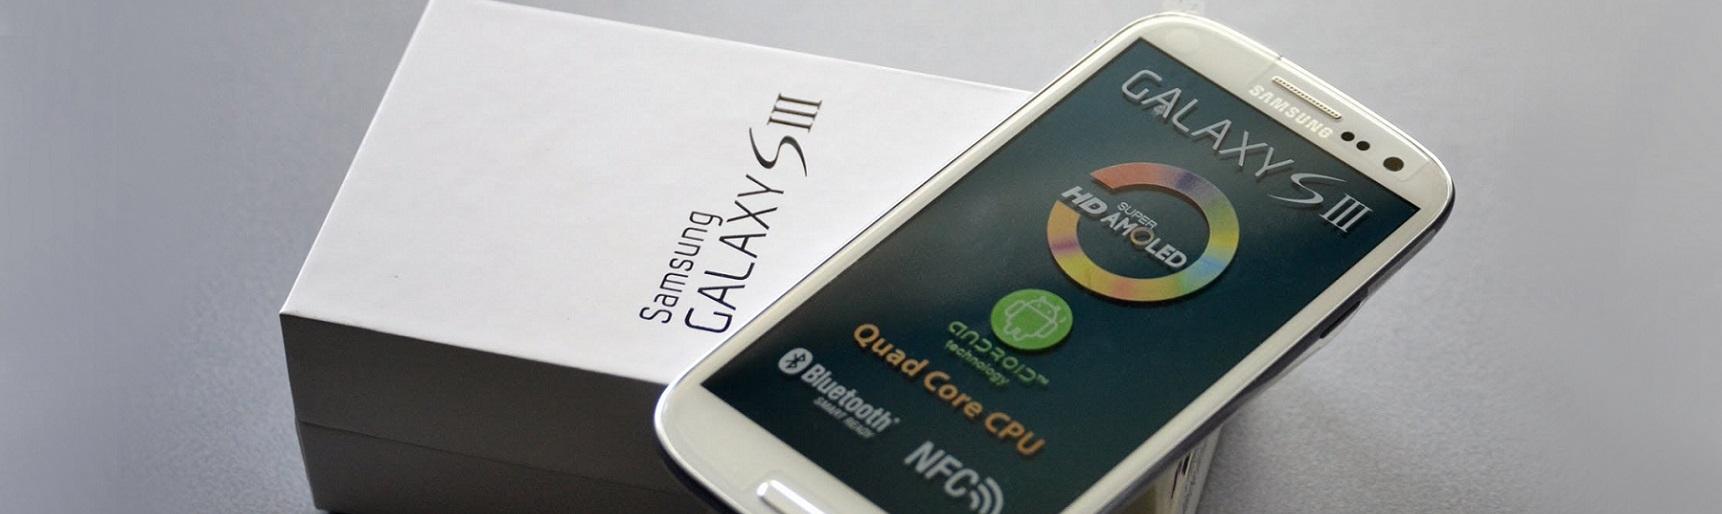 Samsung
GALAXY SIII
SAMSUNG
GALAXY SIII
SUPER
HD AMOLED
ANDROID™
technology
Quad Core CPU
Bluetooth®
SMART READY
NFC